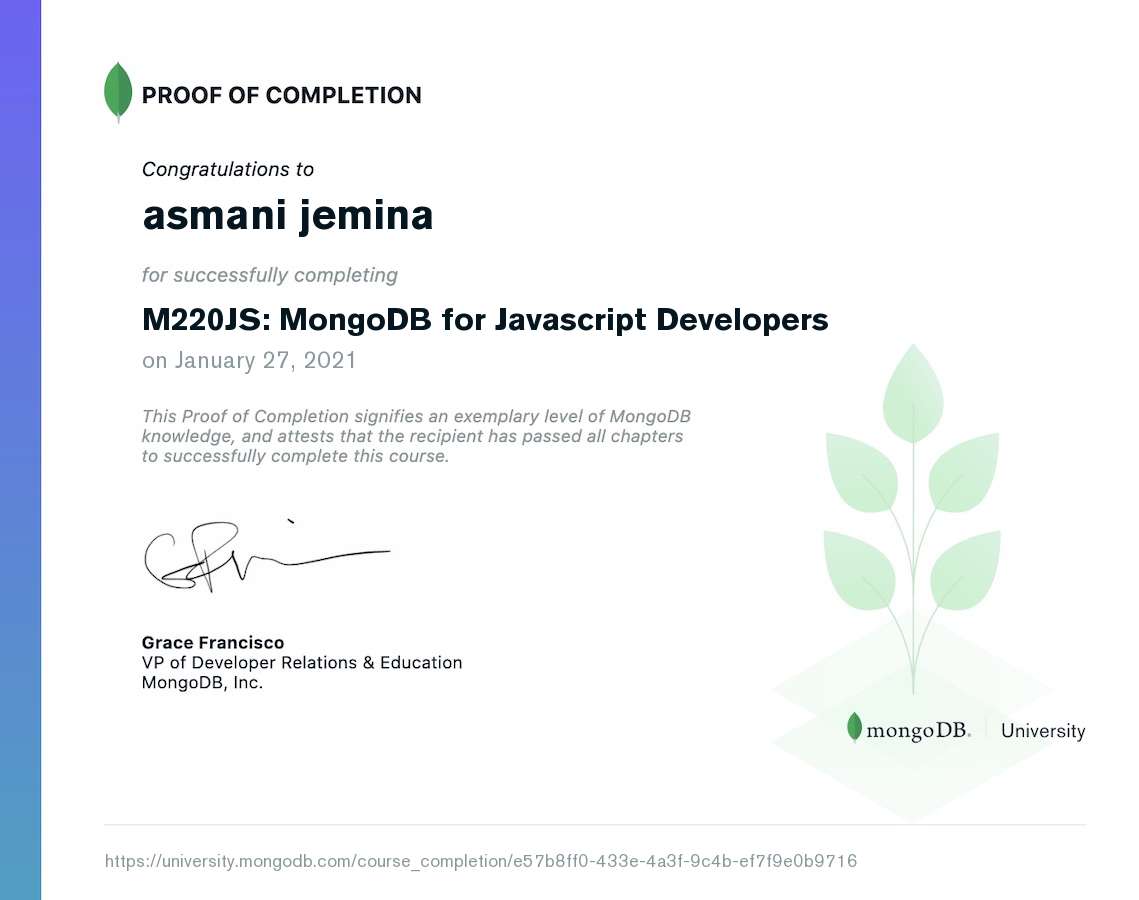 PROOF OF COMPLETION
Congratulations to
asmani jemina
for successfully completing
M220JS: MongoDB for Javascript Developers
on January 27, 2021
This Proof of Completion signifies an exemplary level of MongoDB
knowledge, and attests that the recipient has passed all chapters
to successfully complete this course.
Grace Francisco
VP of Developer Relations & Education
MongoDB, Inc.
mongoDB. University
https://university.mongodb.com/course_completion/e57b8ff0-433e-4a3f-9c4b-ef7f9e0b9716